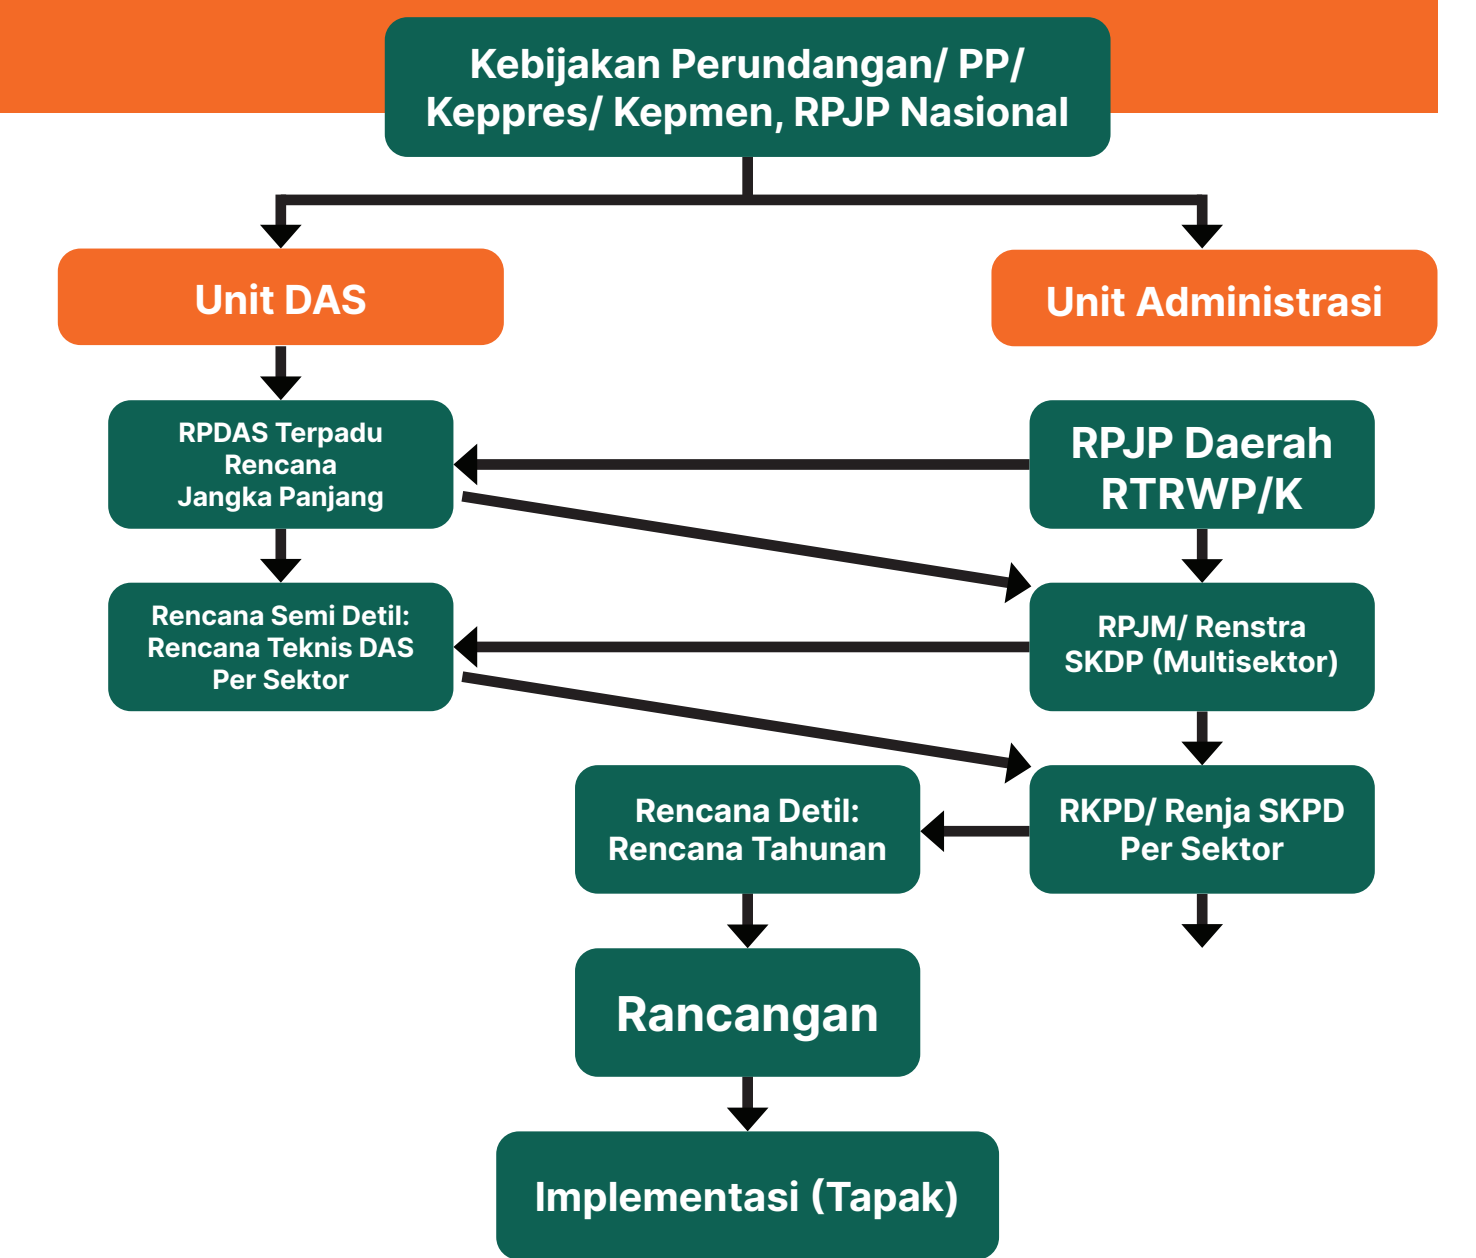 Kebijakan Perundangan/ PP/
Keppres/ Kepmen, RPJP Nasional
Unit DAS
Unit Administrasi
RPDAS Terpadu
Rencana
Jangka Panjang
RPJP Daerah
RTRWP/K
Rencana Semi Detil:
Rencana Teknis DAS
Per Sektor
RPJM/ Renstra
SKDP (Multisektor)
Rencana Detil:
Rencana Tahunan
RKPD/ Renja SKPD
Per Sektor
Rancangan
Implementasi (Tapak)